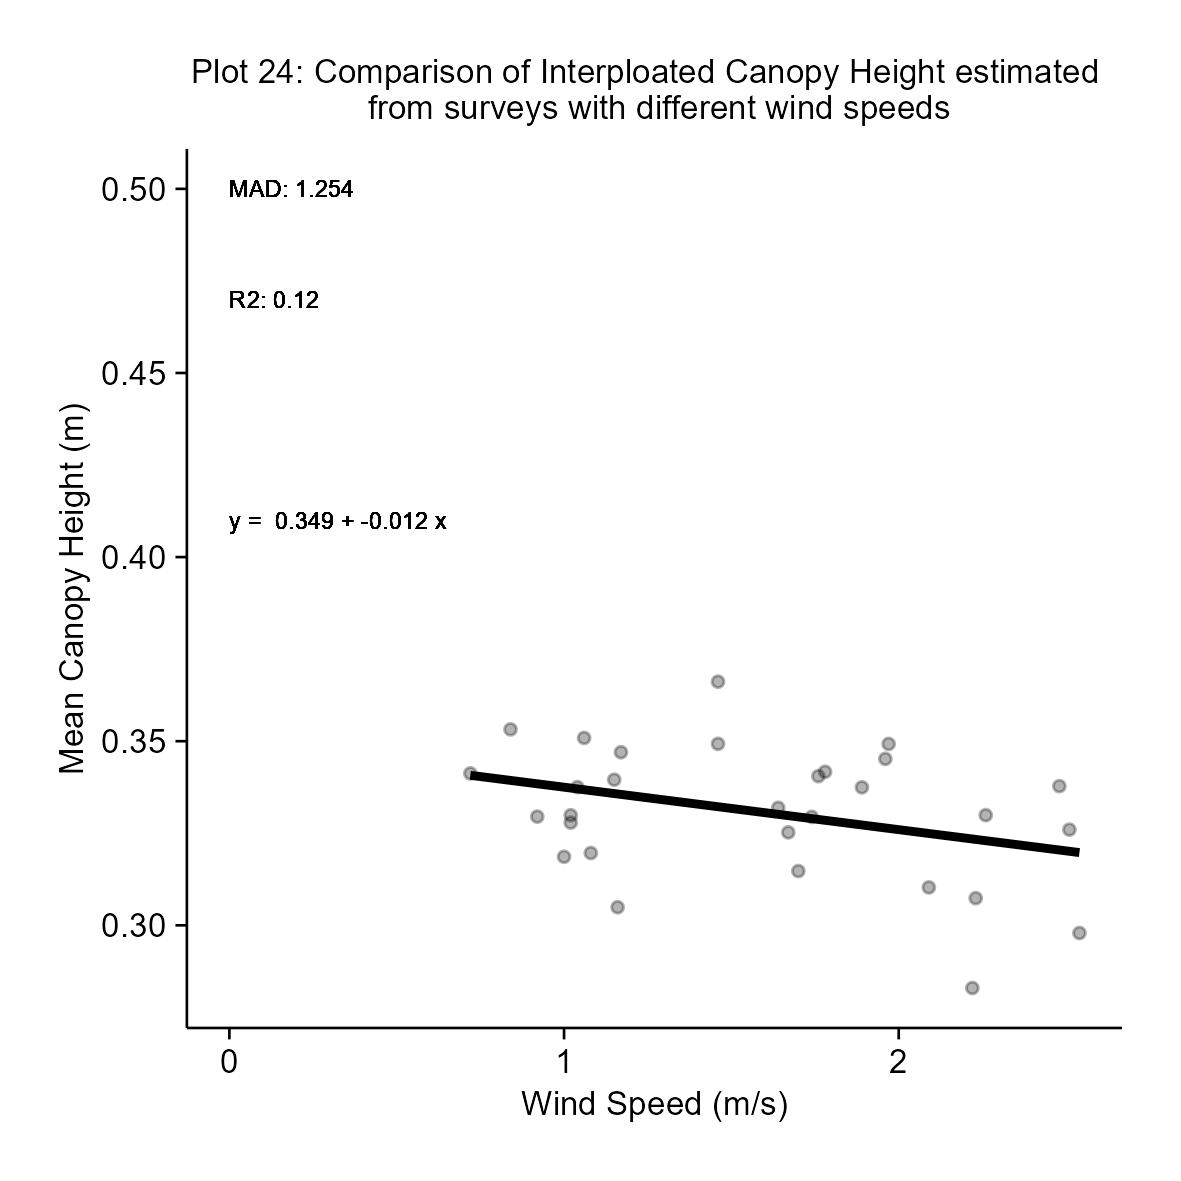 Plot 24: Comparison of Interploated Canopy Height estimated
from surveys with different wind speeds
0.50
MAD: 1.254
R2: 0.12
0.45
y =  0.349 + -0.012 x
0.40
Mean Canopy Height (m)
0.35
0.30
0
1
2
Wind Speed (m/s)